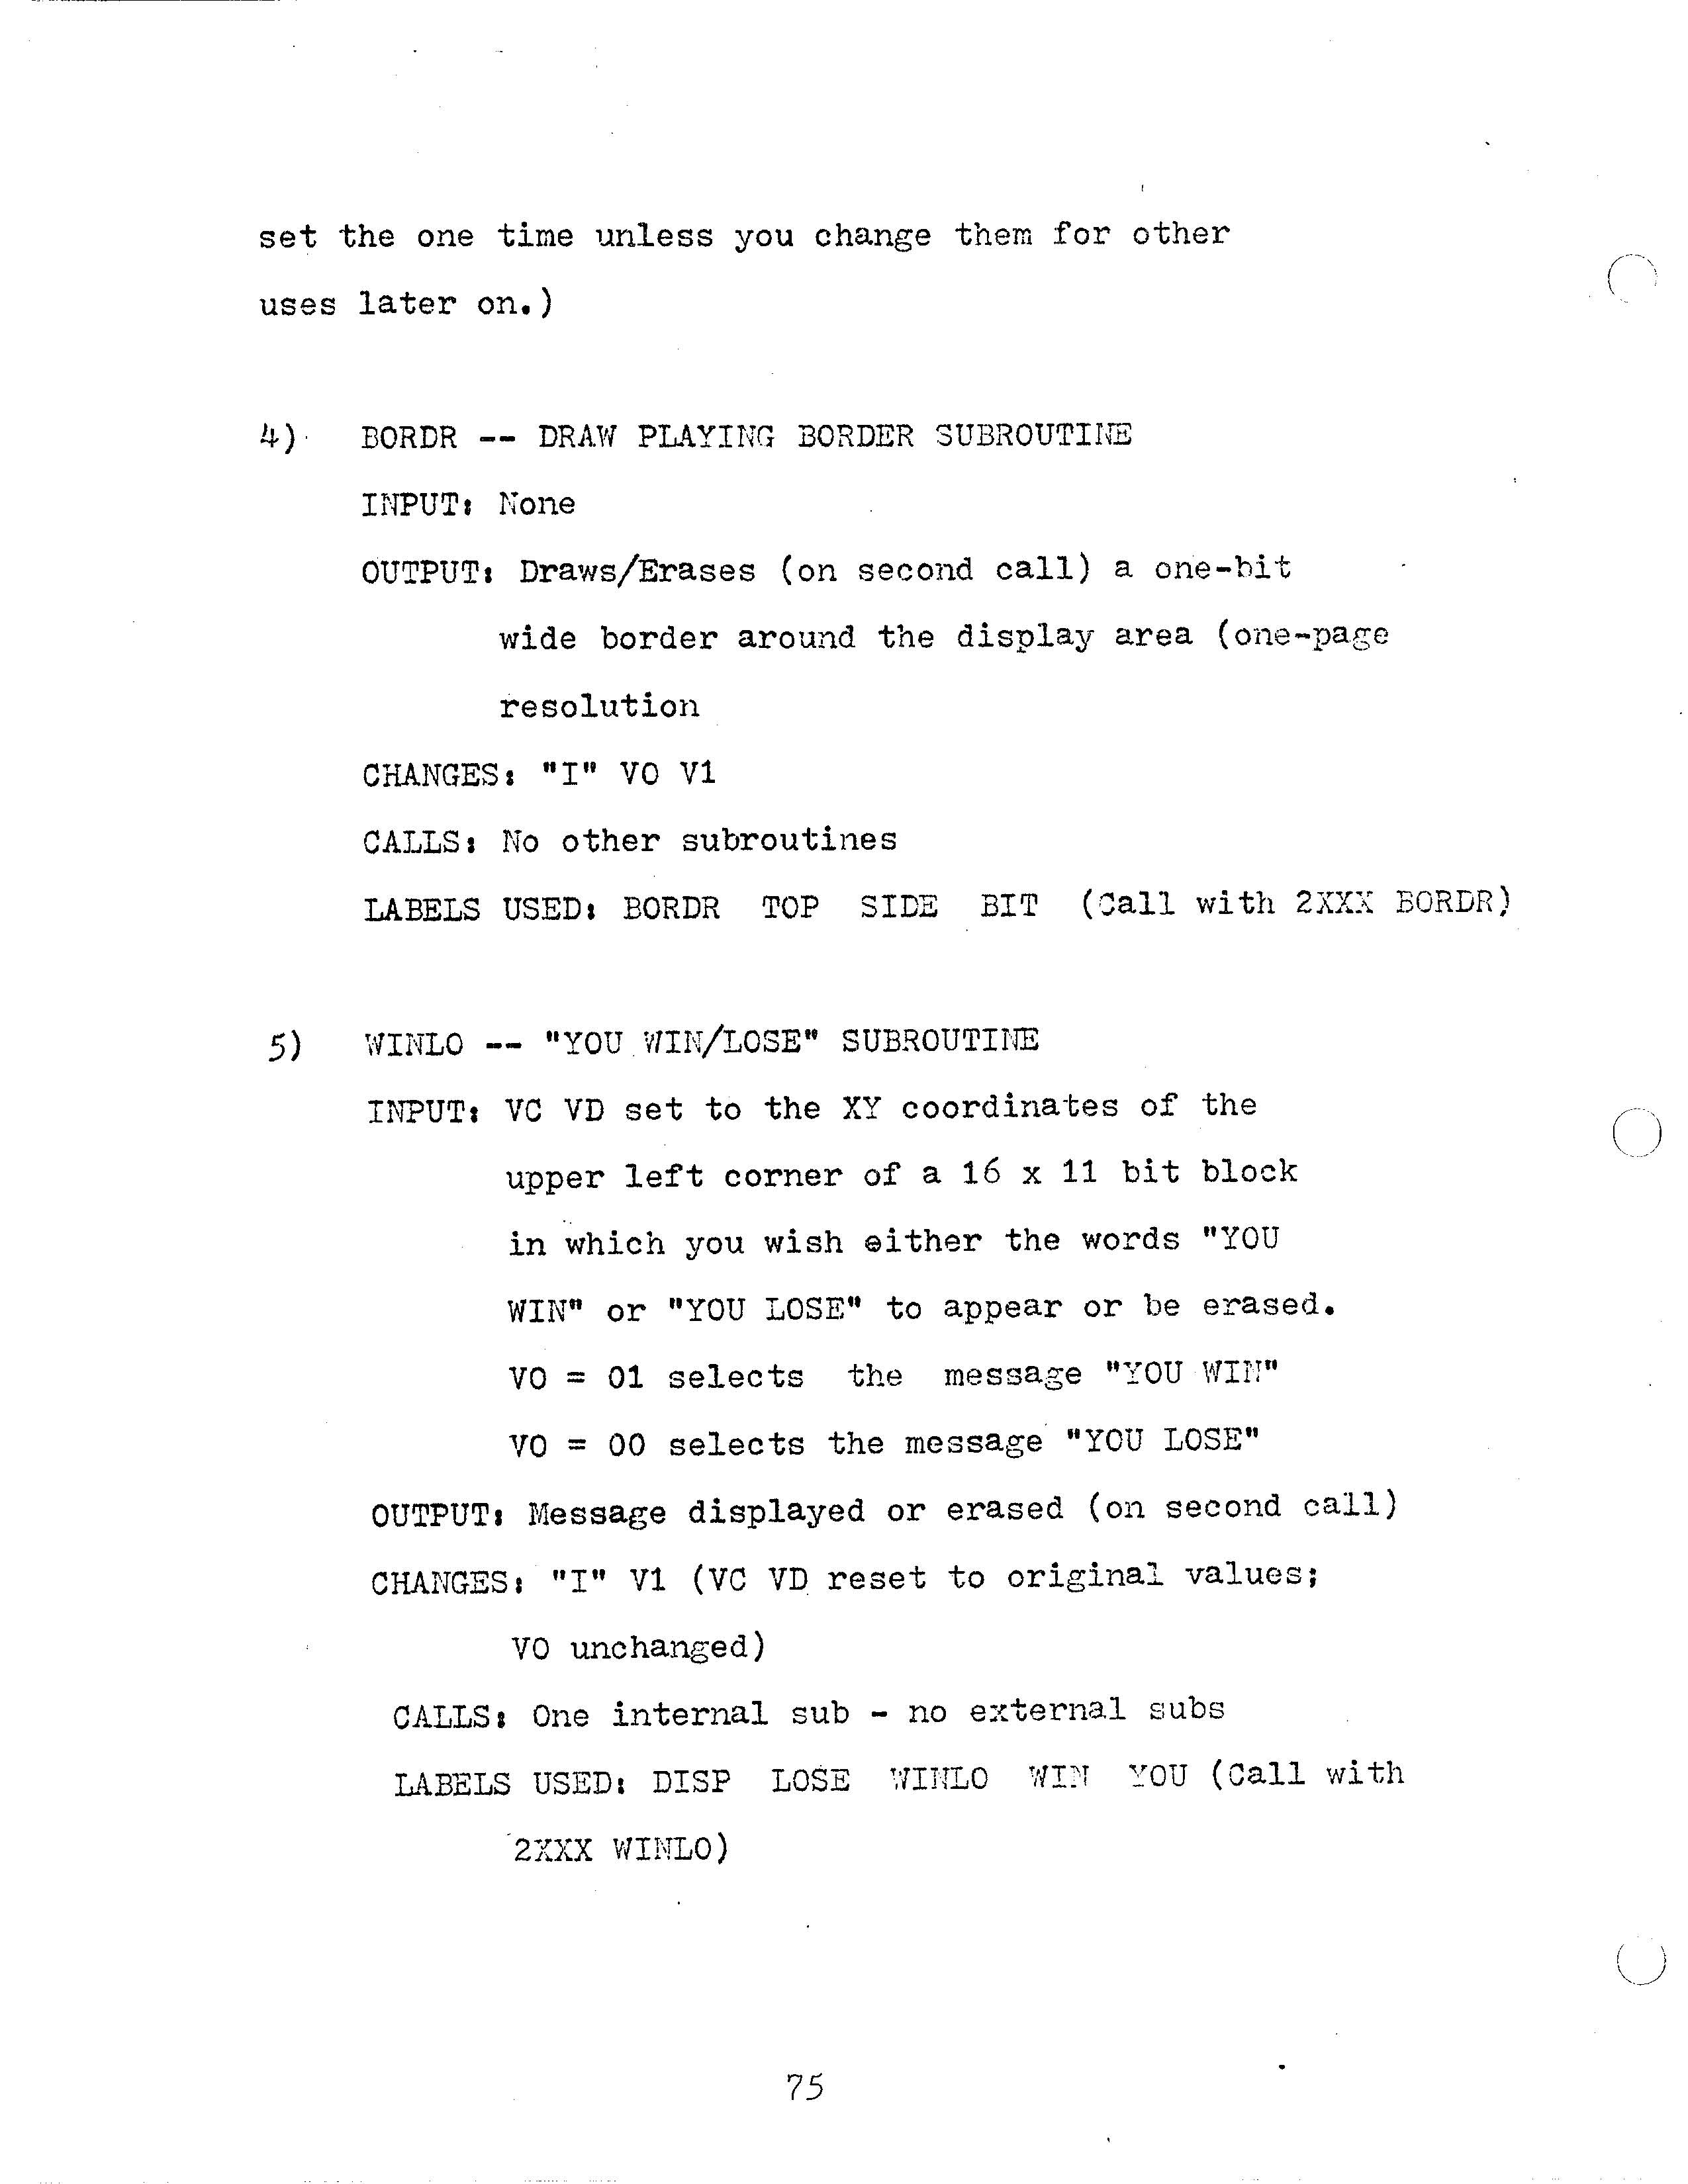 set the one time unless you change them for other
uses later on.)
4) BORDR -- DRAW PLAYING BORDER SUBROUTINE
INPUT: None
OUTPUT: Draws/Erases (on second call) a one-bit
wide border around the display area (one-page
resolution
CHANGES: "I" V0 V1
CALLS: No other subroutines
LABELS USED: BORDR TOP SIDE BIT (Call with 2XXX BORDR)
5) WINLO -- "YOU WIN/LOSE" SUBROUTINE
INPUT: VC VD set to the XY coordinates of the
upper left corner of a 16 x 11 bit block
in which you wish either the words "YOU
WIN" or "YOU LOSE" to appear or be erased.
V0 = 01 selects the message "YOU WIN"
V0 = 00 selects the message "YOU LOSE"
OUTPUT: Message displayed or erased (on second call)
CHANGES: "I" V1 (VC VD reset to original values;
V0 unchanged)
CALLS: One internal sub - no external subs
LABELS USED: DISP LOSE WINLO WIN YOU (Call with
2XXX WINLO)
75